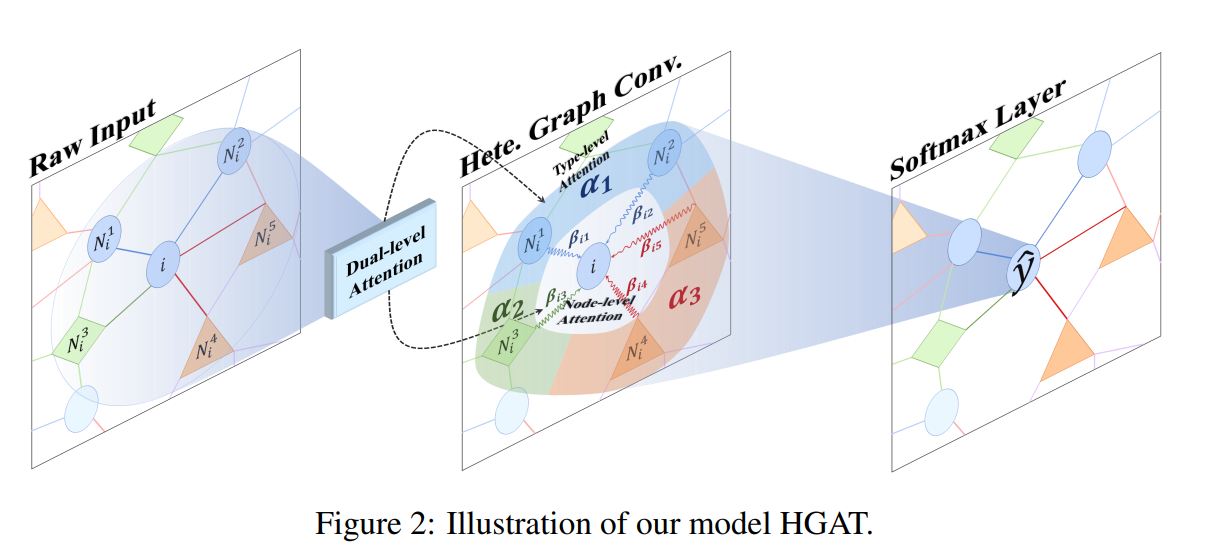 Raw Input
N_i^2
N_i^1
i
N_i^5
N_i^3
N_i^4
Dual-level
Attention
Hete. Graph Conv.
Type-level
Attention
α1
N_i^2
β_i2
N_i^1
β_i1
i
β_i5
N_i^5
β_i4
α3
α2
β_i3
Node-level
Attention
N_i^3
N_i^4
Softmax Layer
ŷ
Figure 2: Illustration of our model HGAT.